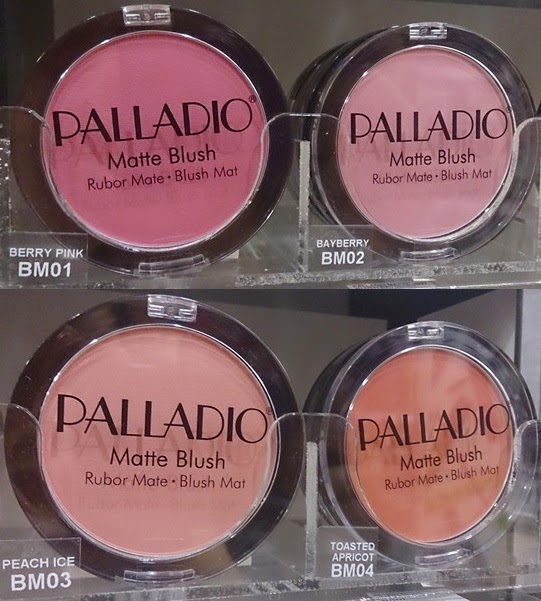 PALLADIO®
Matte Blush
Rubor Mate • Blush Mat
BERRY PINK
BM01
PALLADIO
Matte Blush
Rubor Mate • Blush Mat
BAYBERRY
BM02
PALLADIO®
Matte Blush
Rubor Mate • Blush Mat
PEACH ICE
BM03
PALLADIO
Matte Blush
Rubor Mate • Blush Mat
TOASTED
APRICOT
BM04